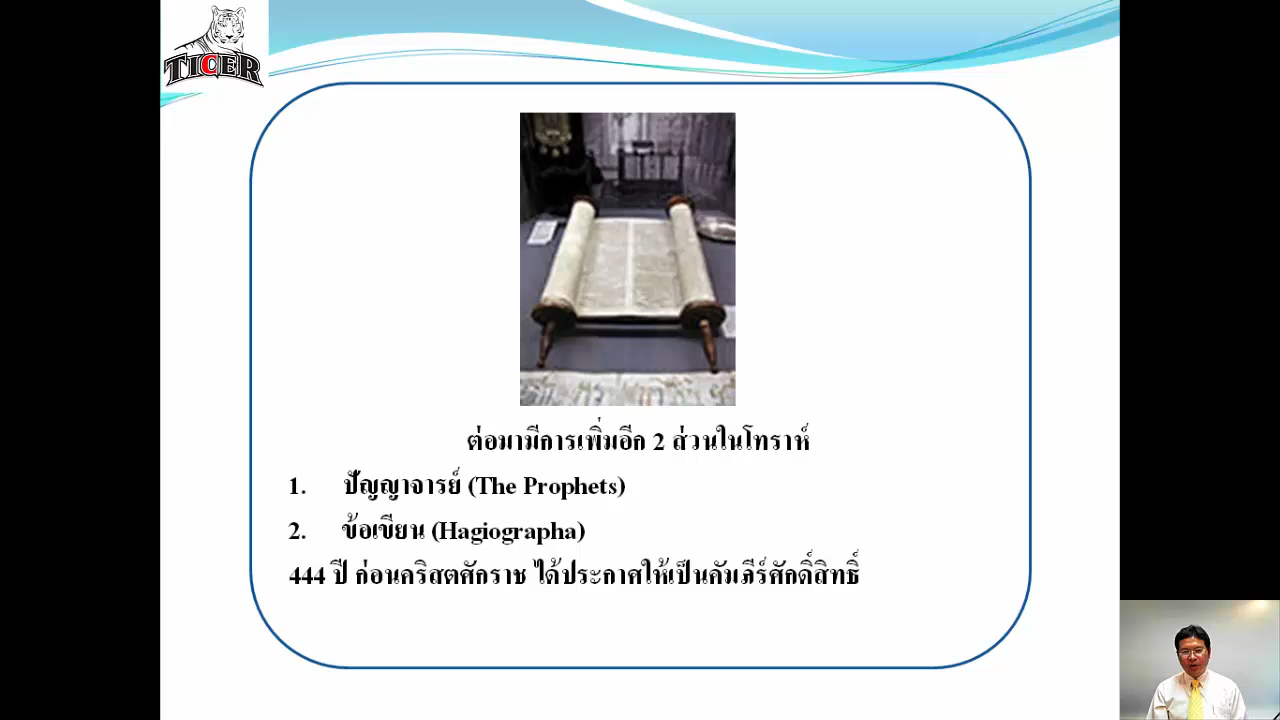 TIGER
ต่อมามีการเพิ่มอีก 2 ส่วนในโทราห์
1. ปัญญาจารย์ (The Prophets)
2. ข้อเขียน (Hagiographa)
444 ปี ก่อนคริสตศักราช ได้ประกาศให้เป็นคัมภีร์ศักดิ์สิทธิ์